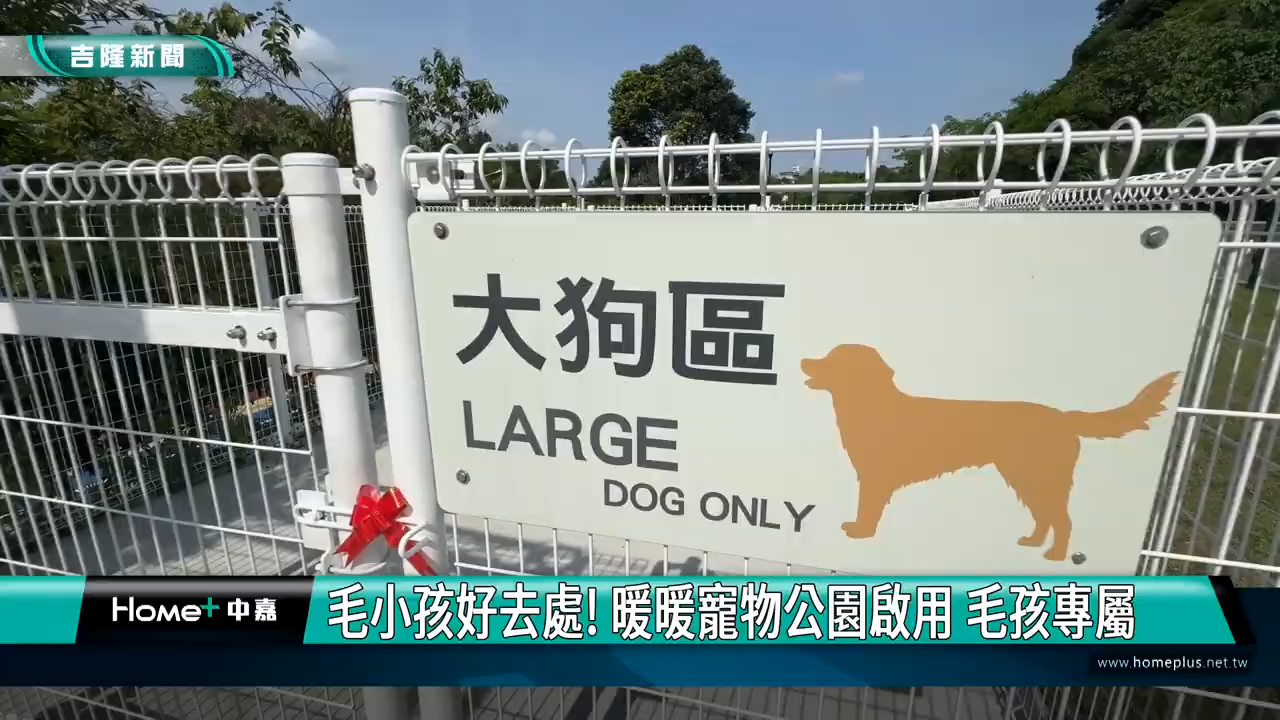 吉隆新聞
大狗區
LARGE
DOG ONLY
Home+中嘉
毛小孩好去處! 暖暖寵物公園啟用 毛孩專屬
www.homeplus.net.tw